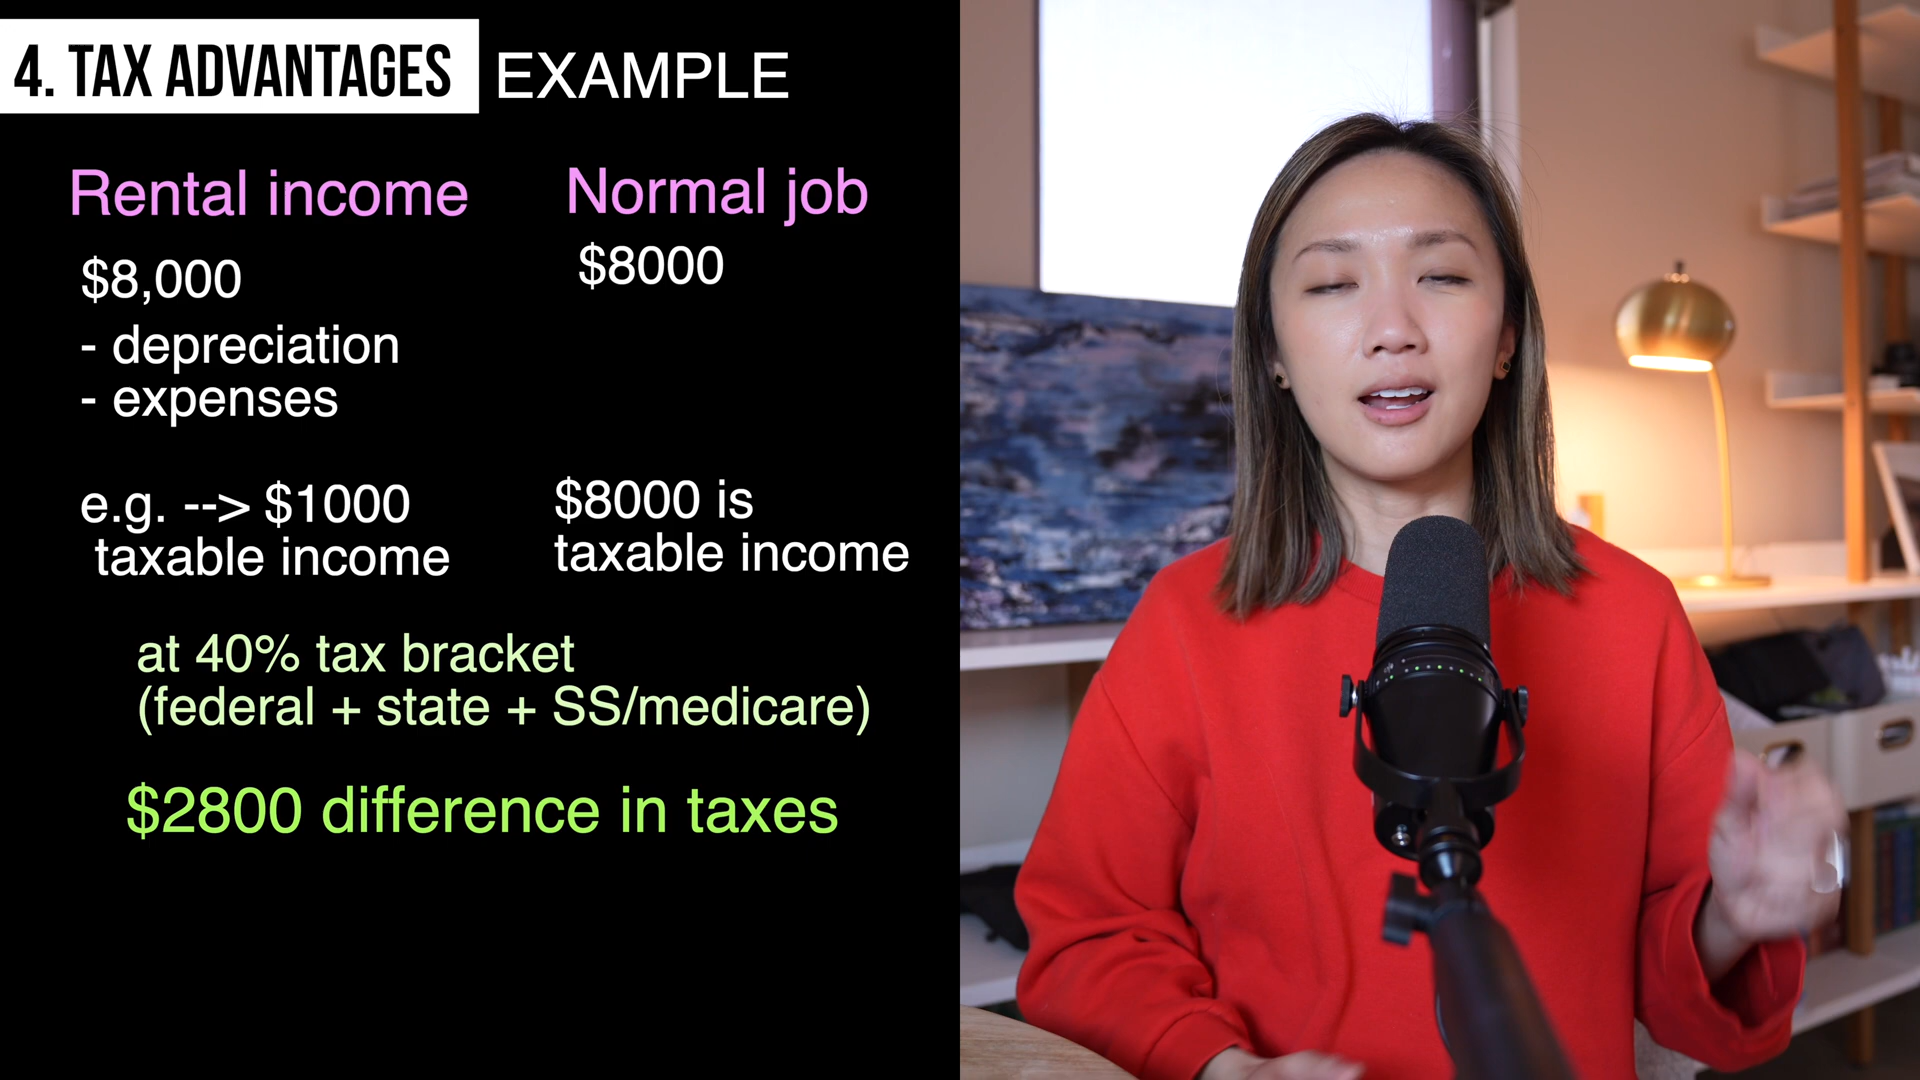 4. TAX ADVANTAGES EXAMPLE
Rental income
$8,000
- depreciation
- expenses
e.g. --> $1000
taxable income
Normal job
$8000
$8000 is
taxable income
at 40% tax bracket
(federal + state + SS/medicare)
$2800 difference in taxes